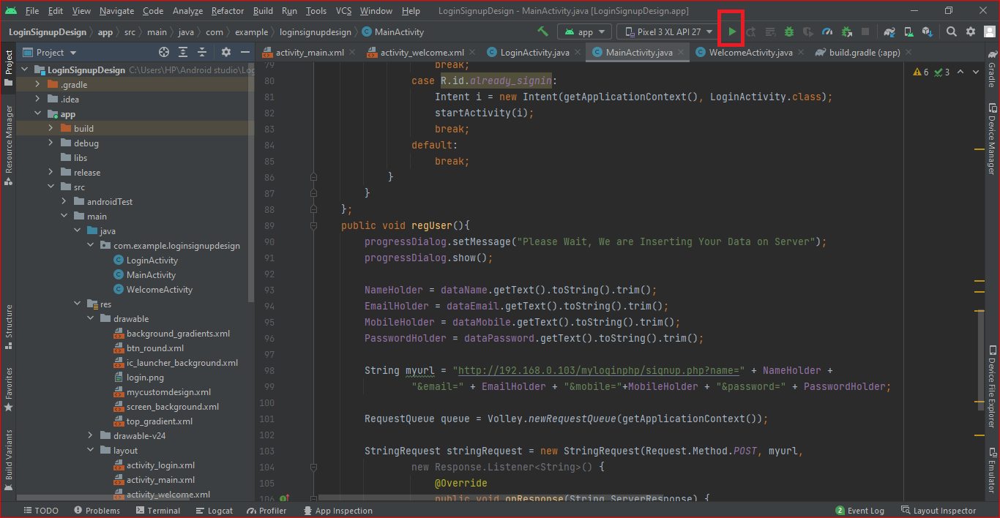 File Edit View Navigate Code Analyze Refactor Build Run Tools VCS Window Help LoginSignupDesign - MainActivity.java [LoginSignupDesign.app]
LoginSignupDesign app src main java com example loginsignupdesign MainActivity app Pixel 3 XL API 27
Project
activity_main.xml activity_welcome.xml LoginActivity.java MainActivity.java WelcomeActivity.java build.gradle (:app)
LoginSignupDesign C:\Users\HP\Android studio\Log
.gradle
.idea
app
build
debug
libs
release
src
androidTest
main
java
com.example.loginsignupdesign
LoginActivity
MainActivity
WelcomeActivity
res
drawable
background_gradients.xml
btn_round.xml
ic_launcher_background.xml
login.png
mycustomdesign.xml
screen_background.xml
top_gradient.xml
drawable-v24
layout
activity_login.xml
activity_main.xml
activity_welcome.xml
Project
Resource Manager
Structure
Favorites
Build Variants
6 3
79 break;
80 case R.id.already_signin:
81 Intent i = new Intent(getApplicationContext(), LoginActivity.class);
82 startActivity(i);
83 break;
84 default:
85 break;
86 }
87 }
88 };
89 public void regUser(){
90 progressDialog.setMessage("Please Wait, We are Inserting Your Data on Server");
91 progressDialog.show();
92
93 NameHolder = dataName.getText().toString().trim();
94 EmailHolder = dataEmail.getText().toString().trim();
95 MobileHolder = dataMobile.getText().toString().trim();
96 PasswordHolder = dataPassword.getText().toString().trim();
97
98 String myurl = "http://192.168.0.103/myloginphp/signup.php?name=" + NameHolder +
99 "&email=" + EmailHolder + "&mobile="+MobileHolder + "&password=" + PasswordHolder;
100
101 RequestQueue queue = Volley.newRequestQueue(getApplicationContext());
102
103 StringRequest stringRequest = new StringRequest(Request.Method.POST, myurl,
104 new Response.Listener<String>() {
105 @Override
106 public void onResponse(String ServerResponse) {
Gradle
Device Manager
Device File Explorer
Emulator
TODO Problems Terminal Logcat Profiler App Inspection 2 Event Log Layout Inspector